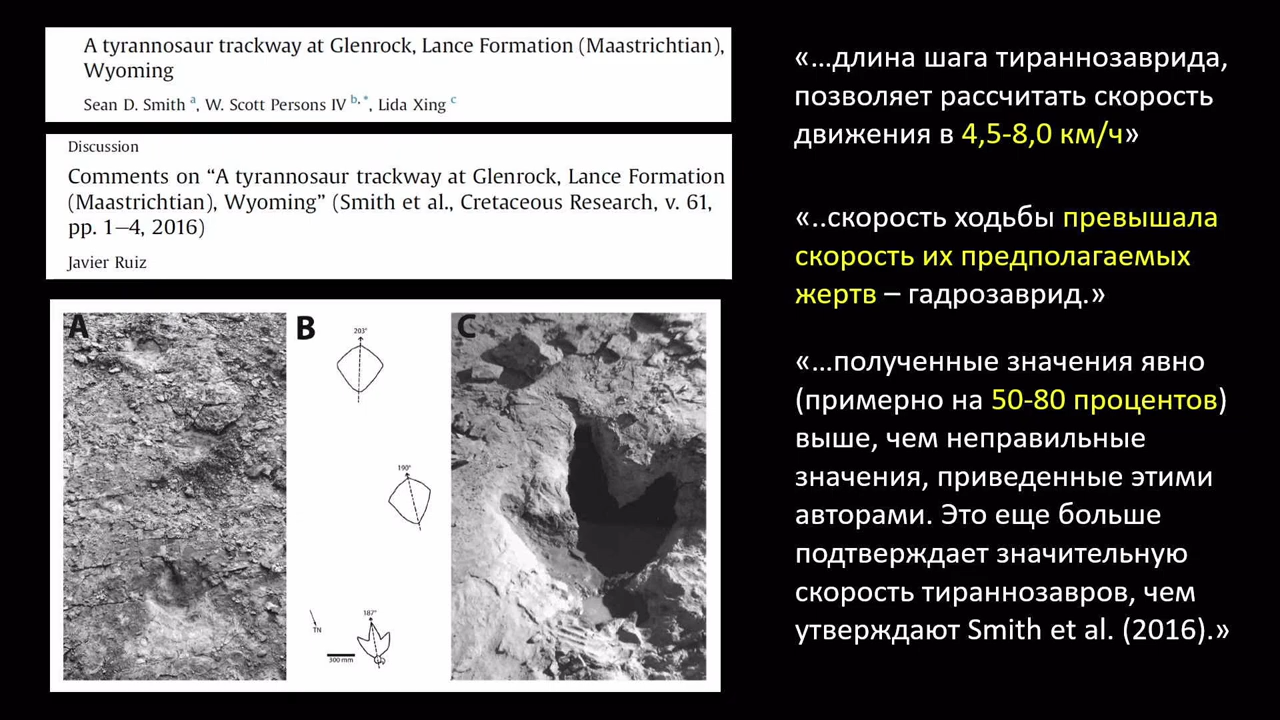 A tyrannosaur trackway at Glenrock, Lance Formation (Maastrichtian),
Wyoming
Sean D. Smith a, W. Scott Persons IV b, *, Lida Xing c
Discussion
Comments on “A tyrannosaur trackway at Glenrock, Lance Formation
(Maastrichtian), Wyoming” (Smith et al., Cretaceous Research, v. 61,
pp. 1–4, 2016)
Javier Ruiz
A
B
C
203°
190°
187°
TN
300 mm
«…длина шага тираннозаврида,
позволяет рассчитать скорость
движения в 4,5-8,0 км/ч»
«..скорость ходьбы превышала
скорость их предполагаемых
жертв – гадрозаврид.»
«…полученные значения явно
(примерно на 50-80 процентов)
выше, чем неправильные
значения, приведенные этими
авторами. Это еще больше
подтверждает значительную
скорость тираннозавров, чем
утверждают Smith et al. (2016).»